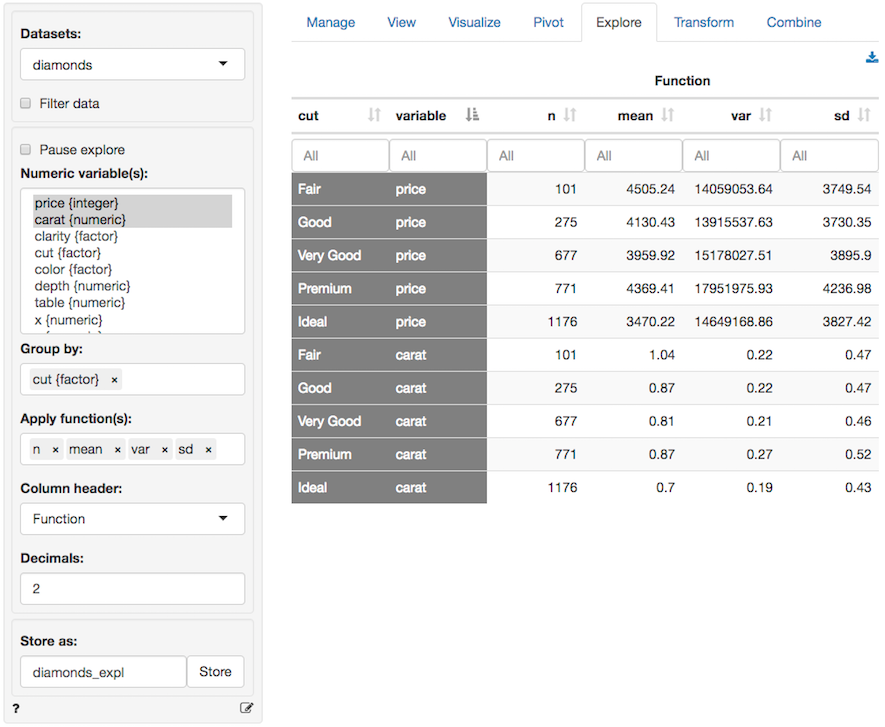 Datasets:
diamonds
Filter data
Pause explore
Numeric variable(s):
price {integer}
carat {numeric}
clarity {factor}
cut {factor}
color {factor}
depth {numeric}
table {numeric}
x {numeric}
Group by:
cut {factor} ×
Apply function(s):
n × mean × var × sd ×
Column header:
Function
Decimals:
2
Store as:
diamonds_expl Store
?
Manage View Visualize Pivot Explore Transform Combine
Function
cut variable n mean var sd
All All All All All All
Fair price 101 4505.24 14059053.64 3749.54
Good price 275 4130.43 13915537.63 3730.35
Very Good price 677 3959.92 15178027.51 3895.9
Premium price 771 4369.41 17951975.93 4236.98
Ideal price 1176 3470.22 14649168.86 3827.42
Fair carat 101 1.04 0.22 0.47
Good carat 275 0.87 0.22 0.47
Very Good carat 677 0.81 0.21 0.46
Premium carat 771 0.87 0.27 0.52
Ideal carat 1176 0.7 0.19 0.43